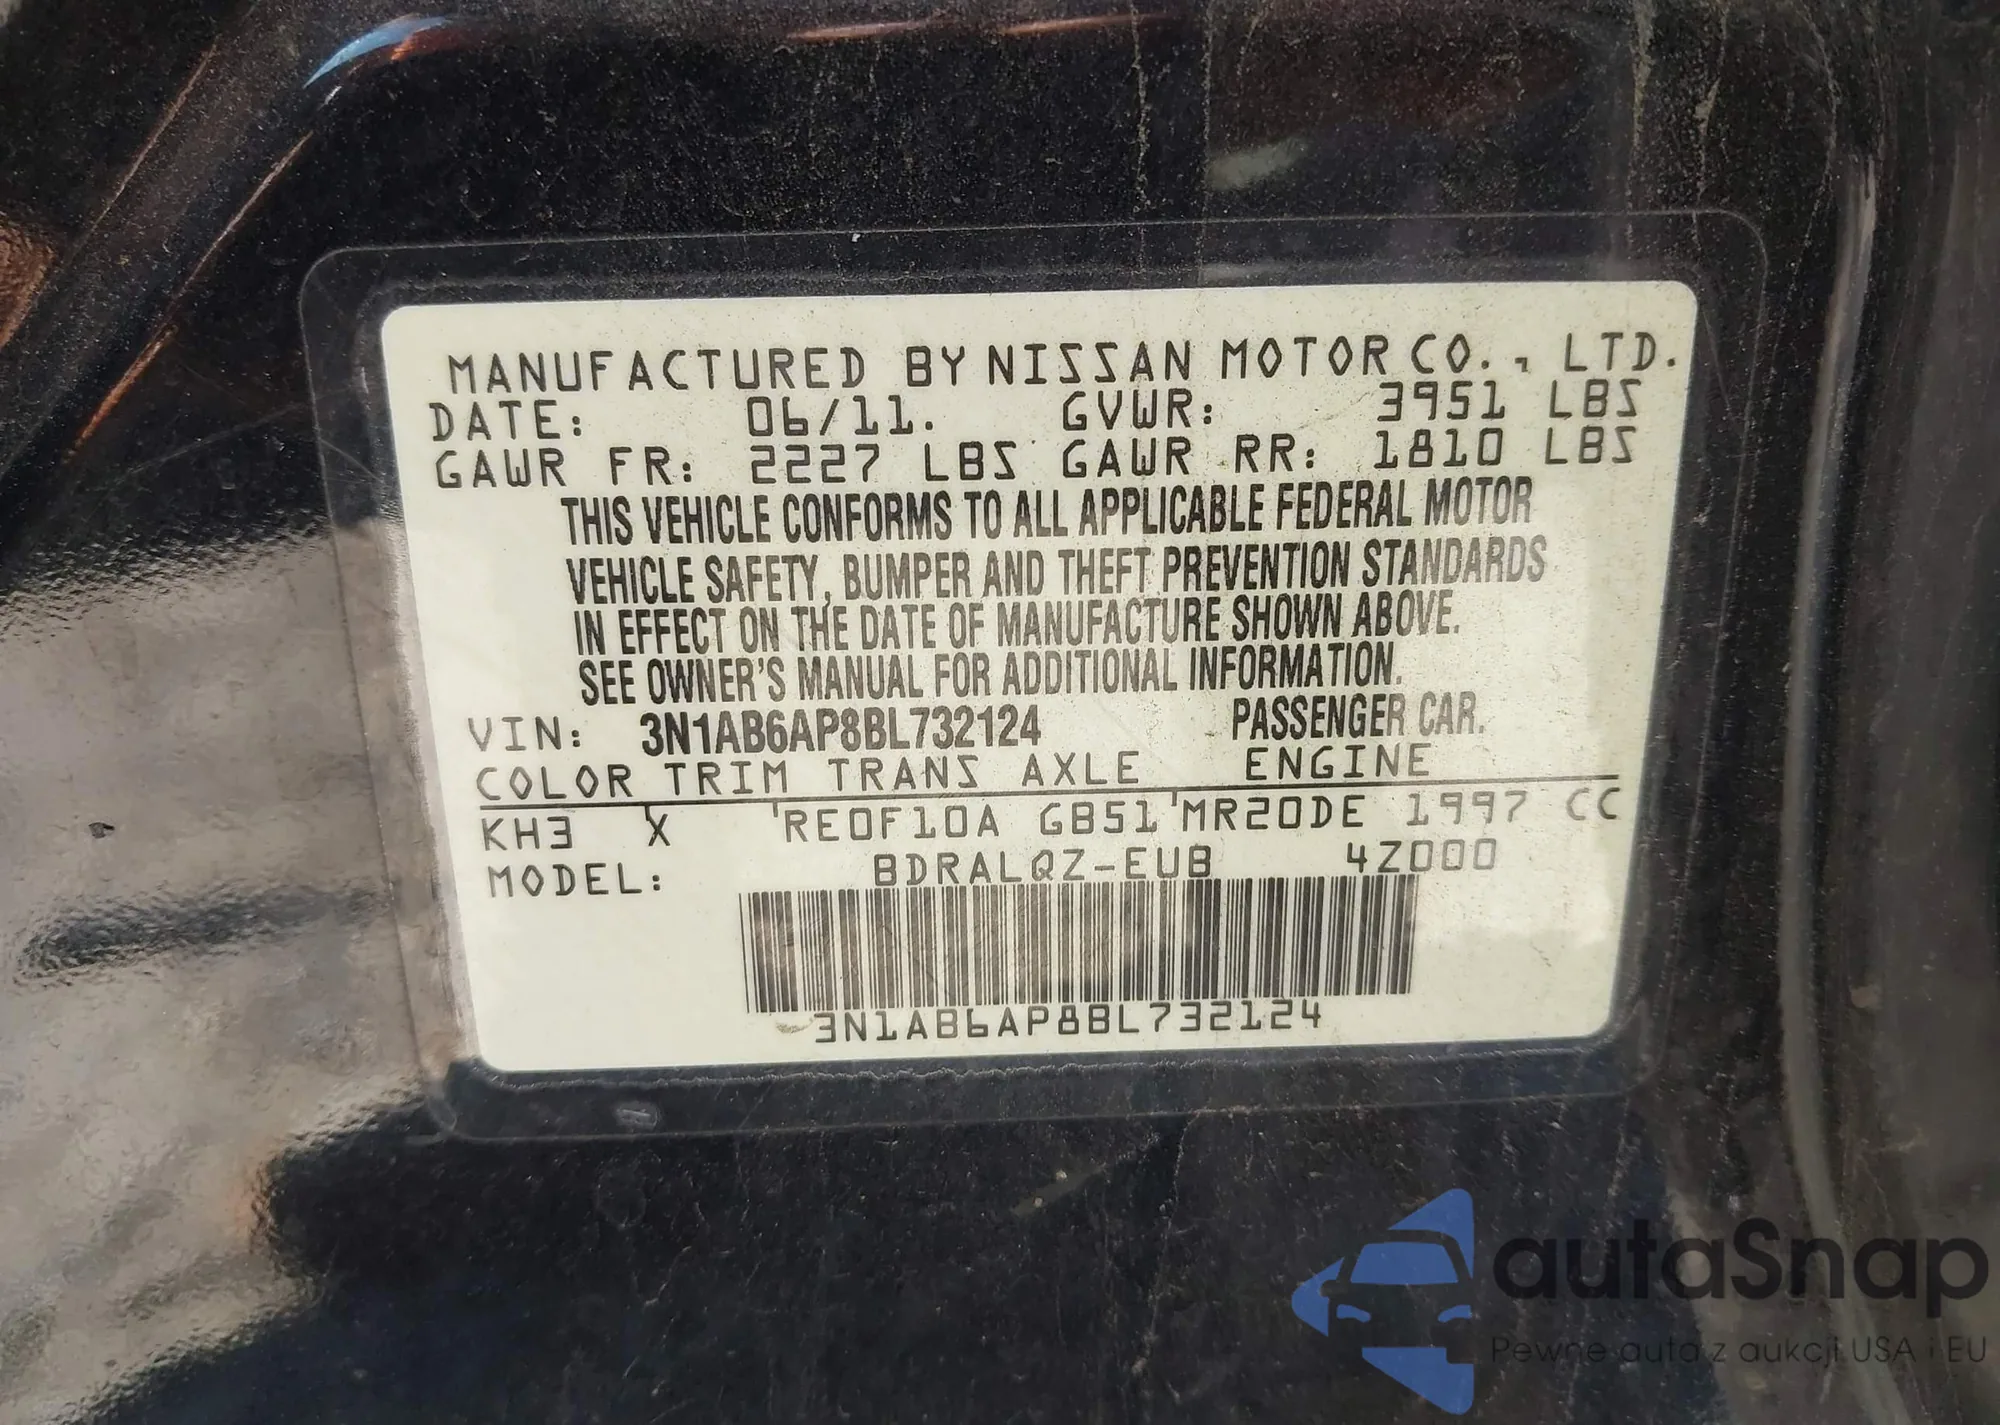 MANUFACTURED BY NISSAN MOTOR CO., LTD.
DATE: 06/11. GVWR: 3951 LBS
GAWR FR: 2227 LBS GAWR RR: 1810 LBS
THIS VEHICLE CONFORMS TO ALL APPLICABLE FEDERAL MOTOR
VEHICLE SAFETY, BUMPER AND THEFT PREVENTION STANDARDS
IN EFFECT ON THE DATE OF MANUFACTURE SHOWN ABOVE.
SEE OWNER'S MANUAL FOR ADDITIONAL INFORMATION.
VIN: 3N1AB6AP8BL732124 PASSENGER CAR.
COLOR TRIM TRANS AXLE ENGINE
KH3 X RE0F10A GB51 MR20DE 1997 CC
MODEL: BDRALQZ-EUB 4Z000
3N1AB6AP8BL732124
autaSnap
Pewne auta z aukcji USA i EU